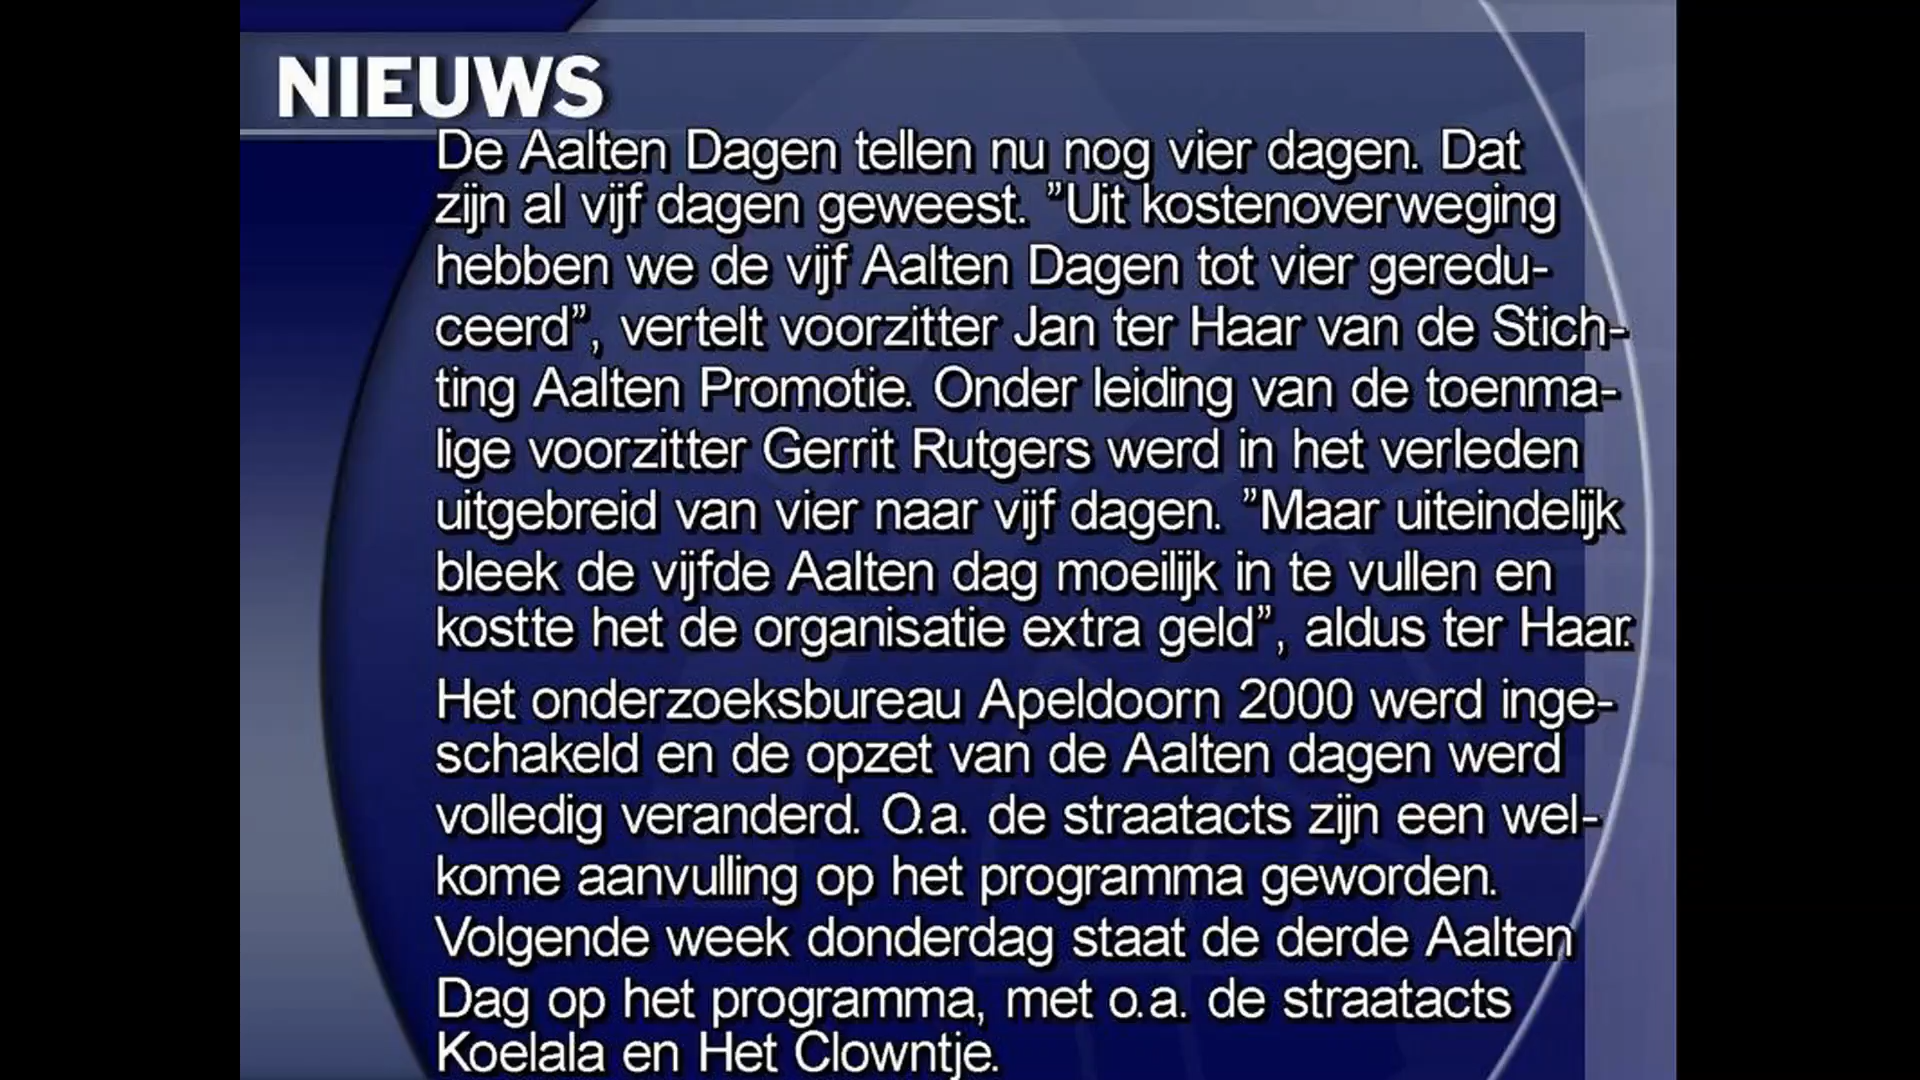 NIEUWS
De Aalten Dagen tellen nu nog vier dagen. Dat
zijn al vijf dagen geweest. ”Uit kostenoverweging
hebben we de vijf Aalten Dagen tot vier geredu-
ceerd”, vertelt voorzitter Jan ter Haar van de Stich-
ting Aalten Promotie. Onder leiding van de toenma-
lige voorzitter Gerrit Rutgers werd in het verleden
uitgebreid van vier naar vijf dagen. ”Maar uiteindelijk
bleek de vijfde Aalten dag moeilijk in te vullen en
kostte het de organisatie extra geld”, aldus ter Haar.
Het onderzoeksbureau Apeldoorn 2000 werd inge-
schakeld en de opzet van de Aalten dagen werd
volledig veranderd. O.a. de straatacts zijn een wel-
kome aanvulling op het programma geworden.
Volgende week donderdag staat de derde Aalten
Dag op het programma, met o.a. de straatacts
Koelala en Het Clowntje.